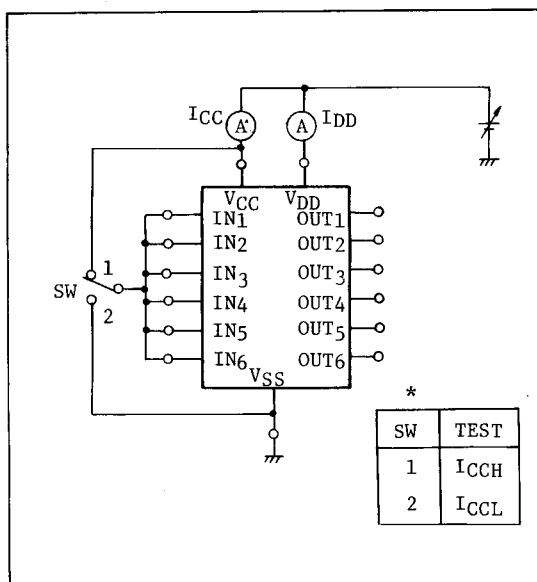 ICC A A IDD
VCC VDD
IN1 OUT1
IN2 OUT2
1 IN3 OUT3
SW IN4 OUT4
2 IN5 OUT5
IN6 OUT6
VSS
*
SW TEST
1 ICCH
2 ICCL